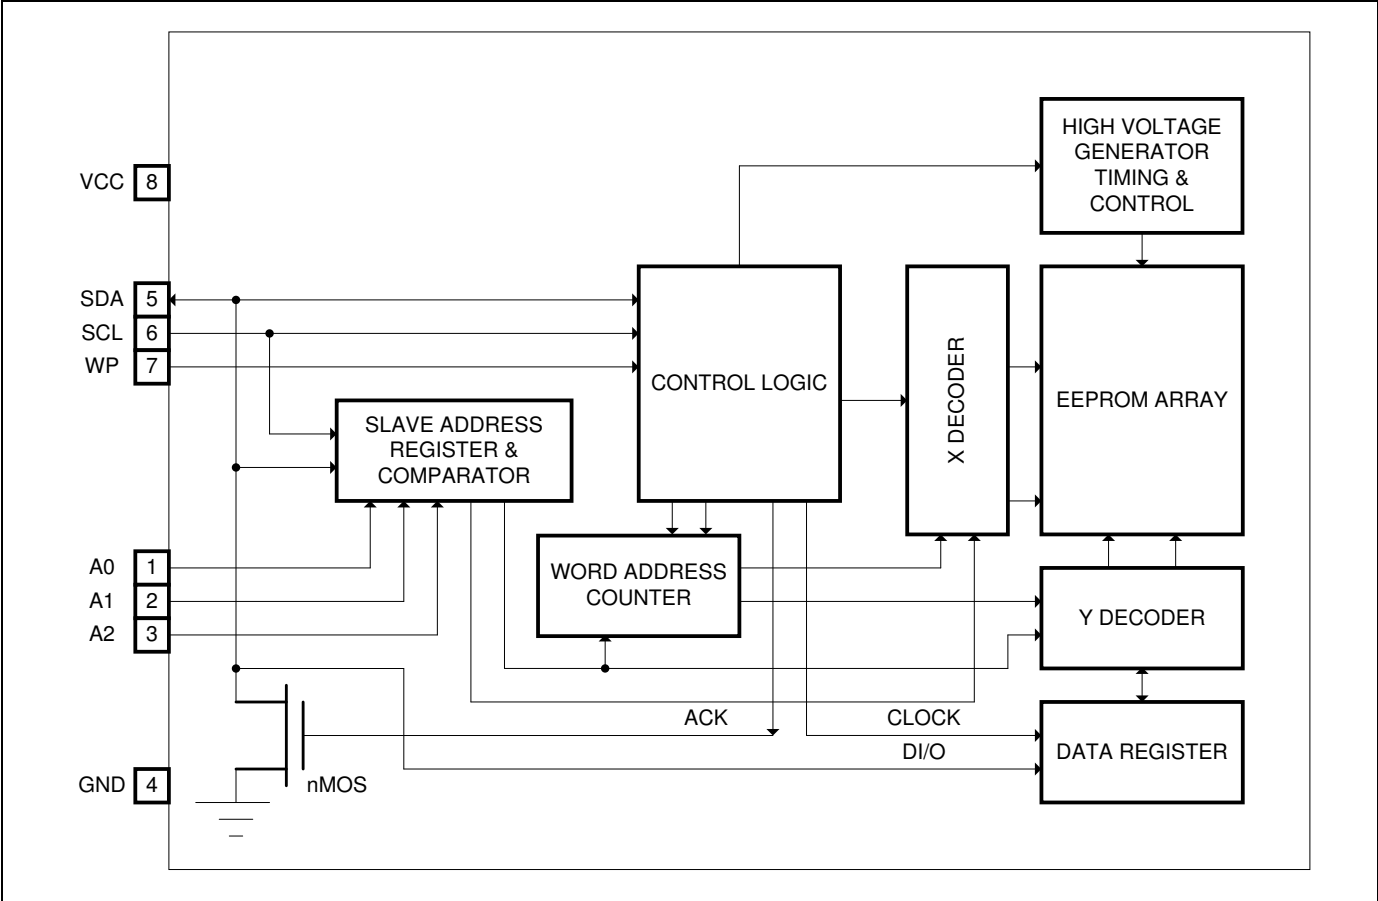 HIGH VOLTAGE
GENERATOR
TIMING &
CONTROL
VCC 8
SDA 5
SCL 6
WP 7
CONTROL LOGIC
X DECODER
EEPROM ARRAY
SLAVE ADDRESS
REGISTER &
COMPARATOR
A0 1
A1 2
A2 3
WORD ADDRESS
COUNTER
Y DECODER
ACK
CLOCK
DI/O
DATA REGISTER
GND 4
nMOS